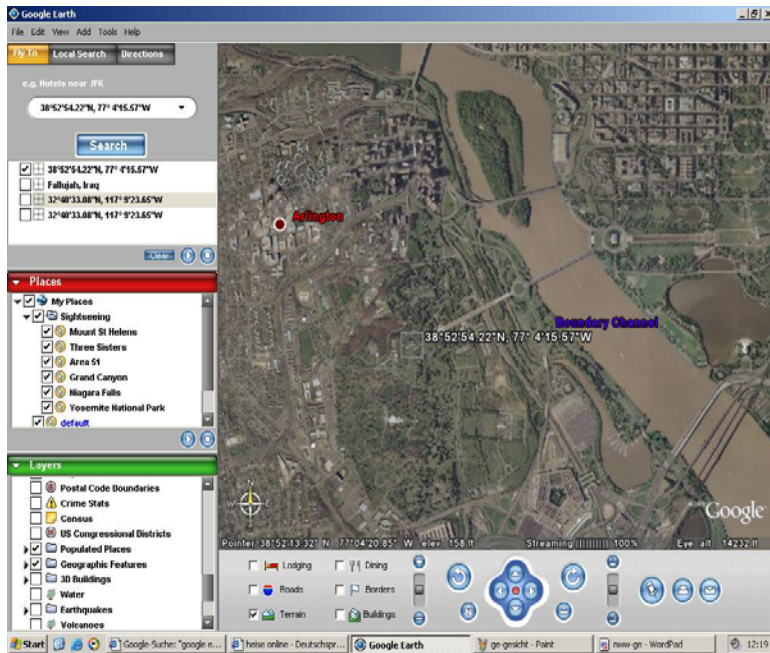 Google Earth
File Edit View Add Tools Help
Fly To Local Search Directions
e.g. Hotels near JFK
38°52'54.22"N, 77° 4'15.57"W
Search
38°52'54.22"N, 77° 4'15.57"W
Fallujah, Iraq
32°40'33.08"N, 117° 9'23.65"W
32°40'33.08"N, 117° 9'23.65"W
Clear
Places
My Places
Sightseeing
Mount St Helens
Three Sisters
Area 51
Grand Canyon
Niagara Falls
Yosemite National Park
default
Layers
Postal Code Boundaries
Crime Stats
Census
US Congressional Districts
Populated Places
Geographic Features
3D Buildings
Water
Earthquakes
Volcanoes
Arlington
Boundary Channel
38°52'54.22"N, 77° 4'15.57"W
N
W E
Google
Pointer 38°52'13.32" N 77°04'20.85" W elev 158 ft Streaming |||||||||| 100% Eye alt 14232 ft
Lodging Dining
Roads Borders
Terrain Buildings
N
Start Google-Suche: "google e... heise online - Deutschspr... Google Earth ge-gesicht - Paint nww-ge - WordPad 12:19